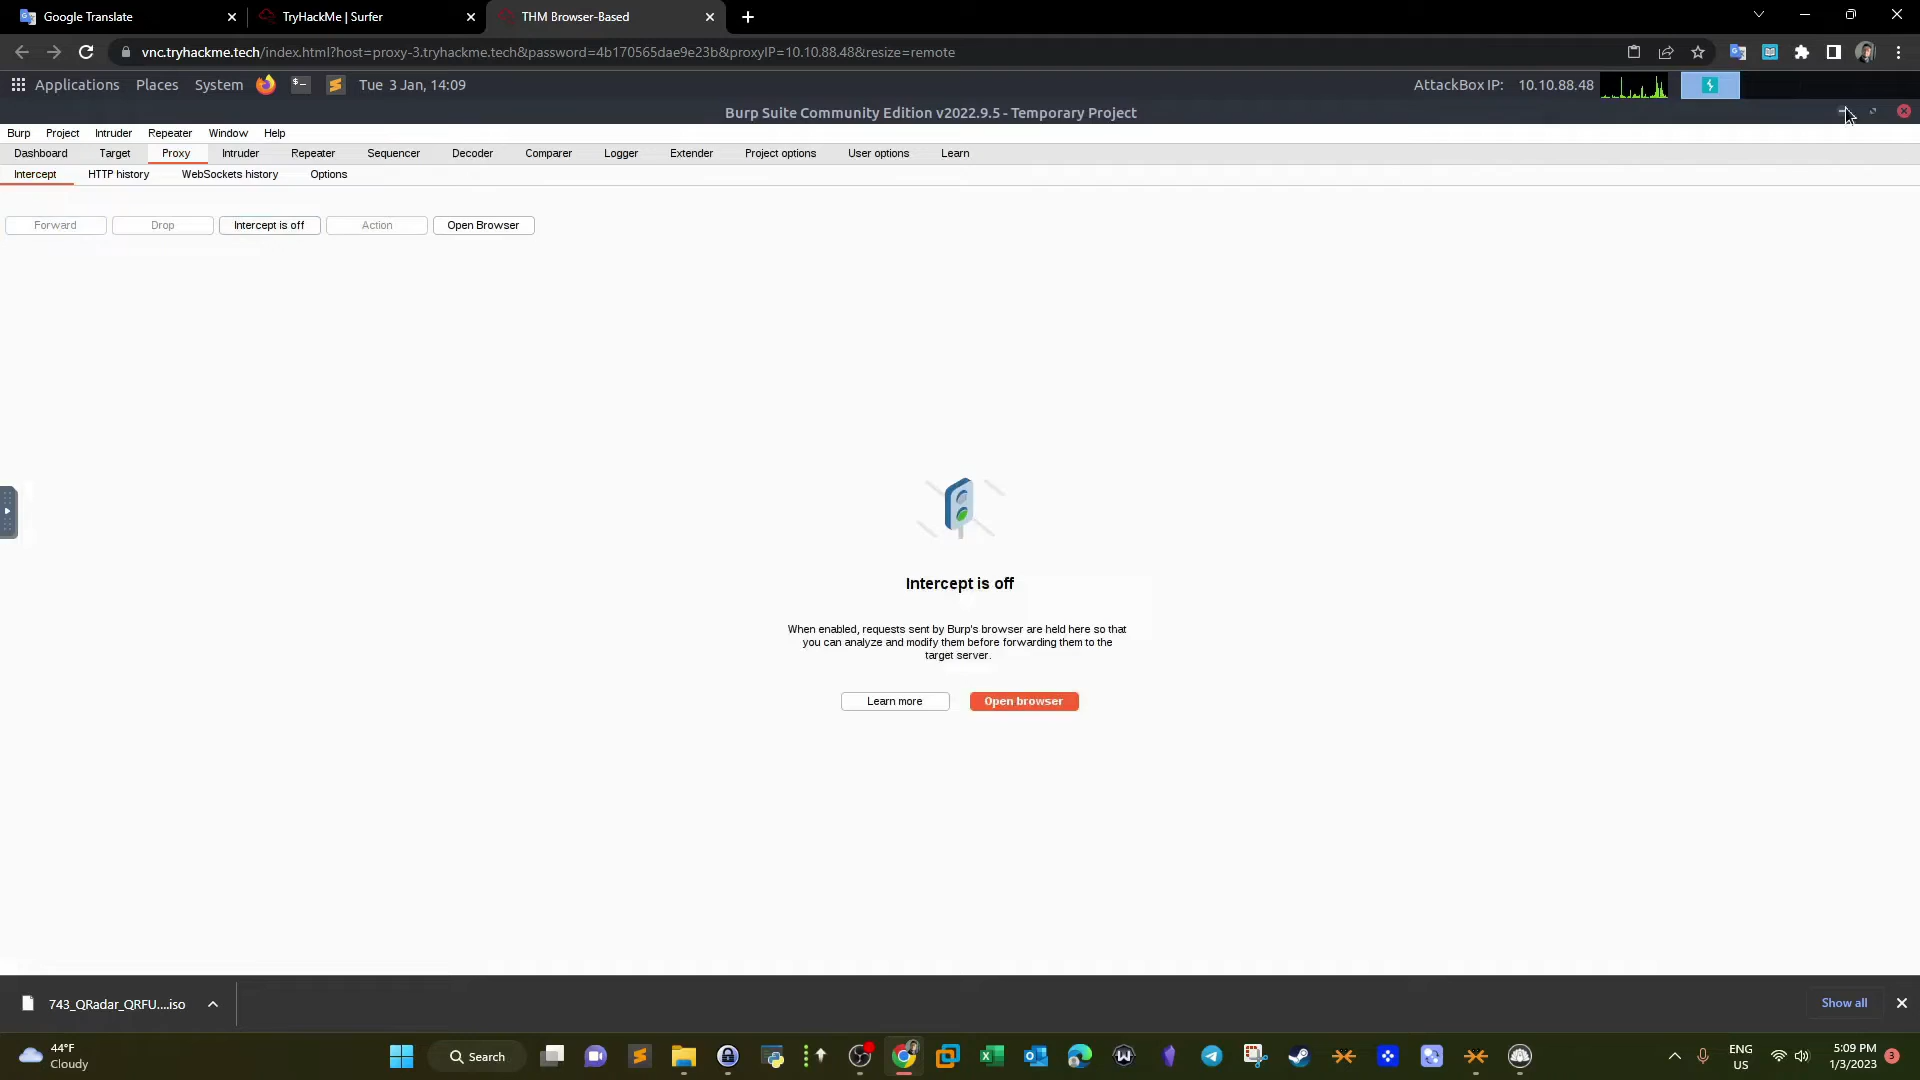 Google Translate
TryHackMe | Surfer
THM Browser-Based
vnc.tryhackme.tech/index.html?host=proxy-3.tryhackme.tech&password=4b170565dae9e23b&proxyIP=10.10.88.48&resize=remote
Applications Places System Tue 3 Jan, 14:09 AttackBox IP: 10.10.88.48
Burp Suite Community Edition v2022.9.5 - Temporary Project
Burp Project Intruder Repeater Window Help
Dashboard Target Proxy Intruder Repeater Sequencer Decoder Comparer Logger Extender Project options User options Learn
Intercept HTTP history WebSockets history Options
Forward Drop Intercept is off Action Open Browser
Intercept is off
When enabled, requests sent by Burp's browser are held here so that
you can analyze and modify them before forwarding them to the
target server.
Learn more Open browser
743_QRadar_QRFU....iso
Show all
44°F
Cloudy
Search
ENG
US
5:09 PM
1/3/2023
3